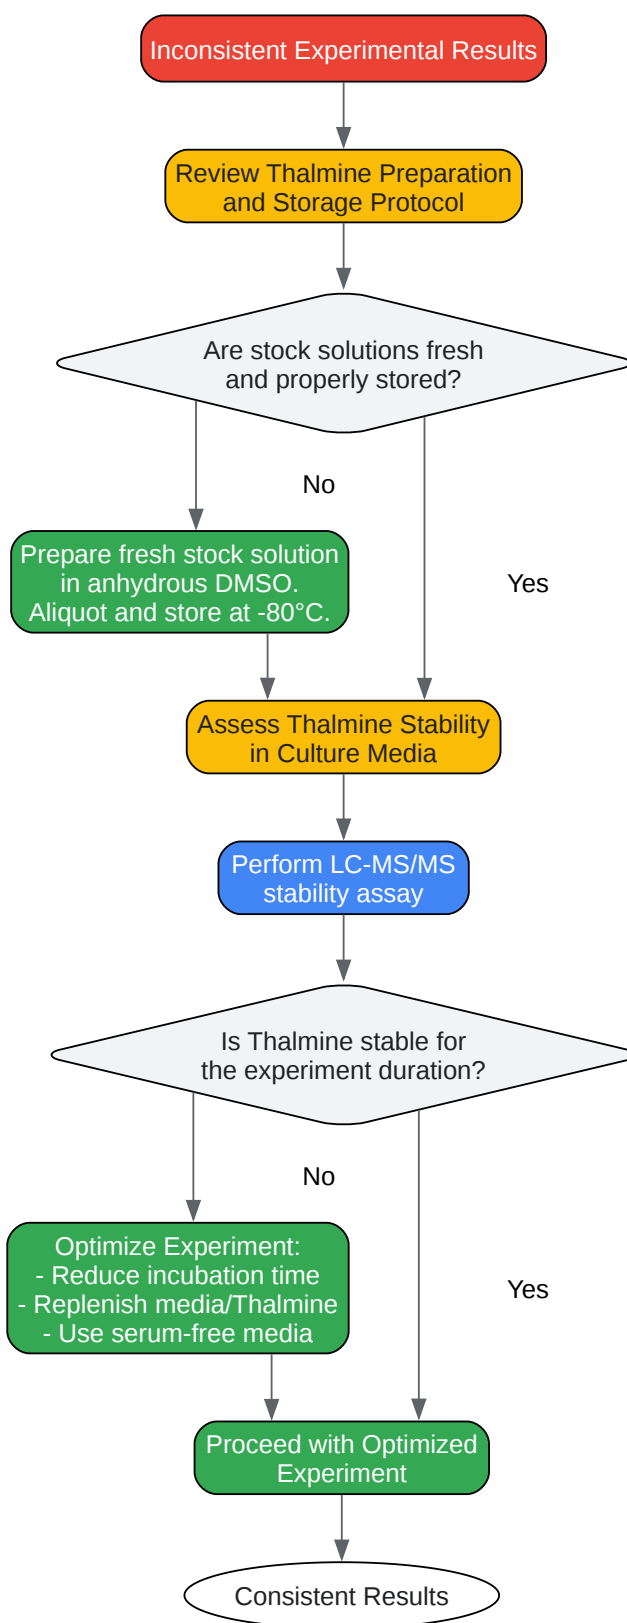 Inconsistent Experimental Results
Review Thalmine Preparation
and Storage Protocol
Are stock solutions fresh
and properly stored?
No
Prepare fresh stock solution
in anhydrous DMSO.
Aliquot and store at -80°C.
Yes
Assess Thalmine Stability
in Culture Media
Perform LC-MS/MS
stability assay
Is Thalmine stable for
the experiment duration?
No
Optimize Experiment:
- Reduce incubation time
- Replenish media/Thalmine
- Use serum-free media
Yes
Proceed with Optimized
Experiment
Consistent Results